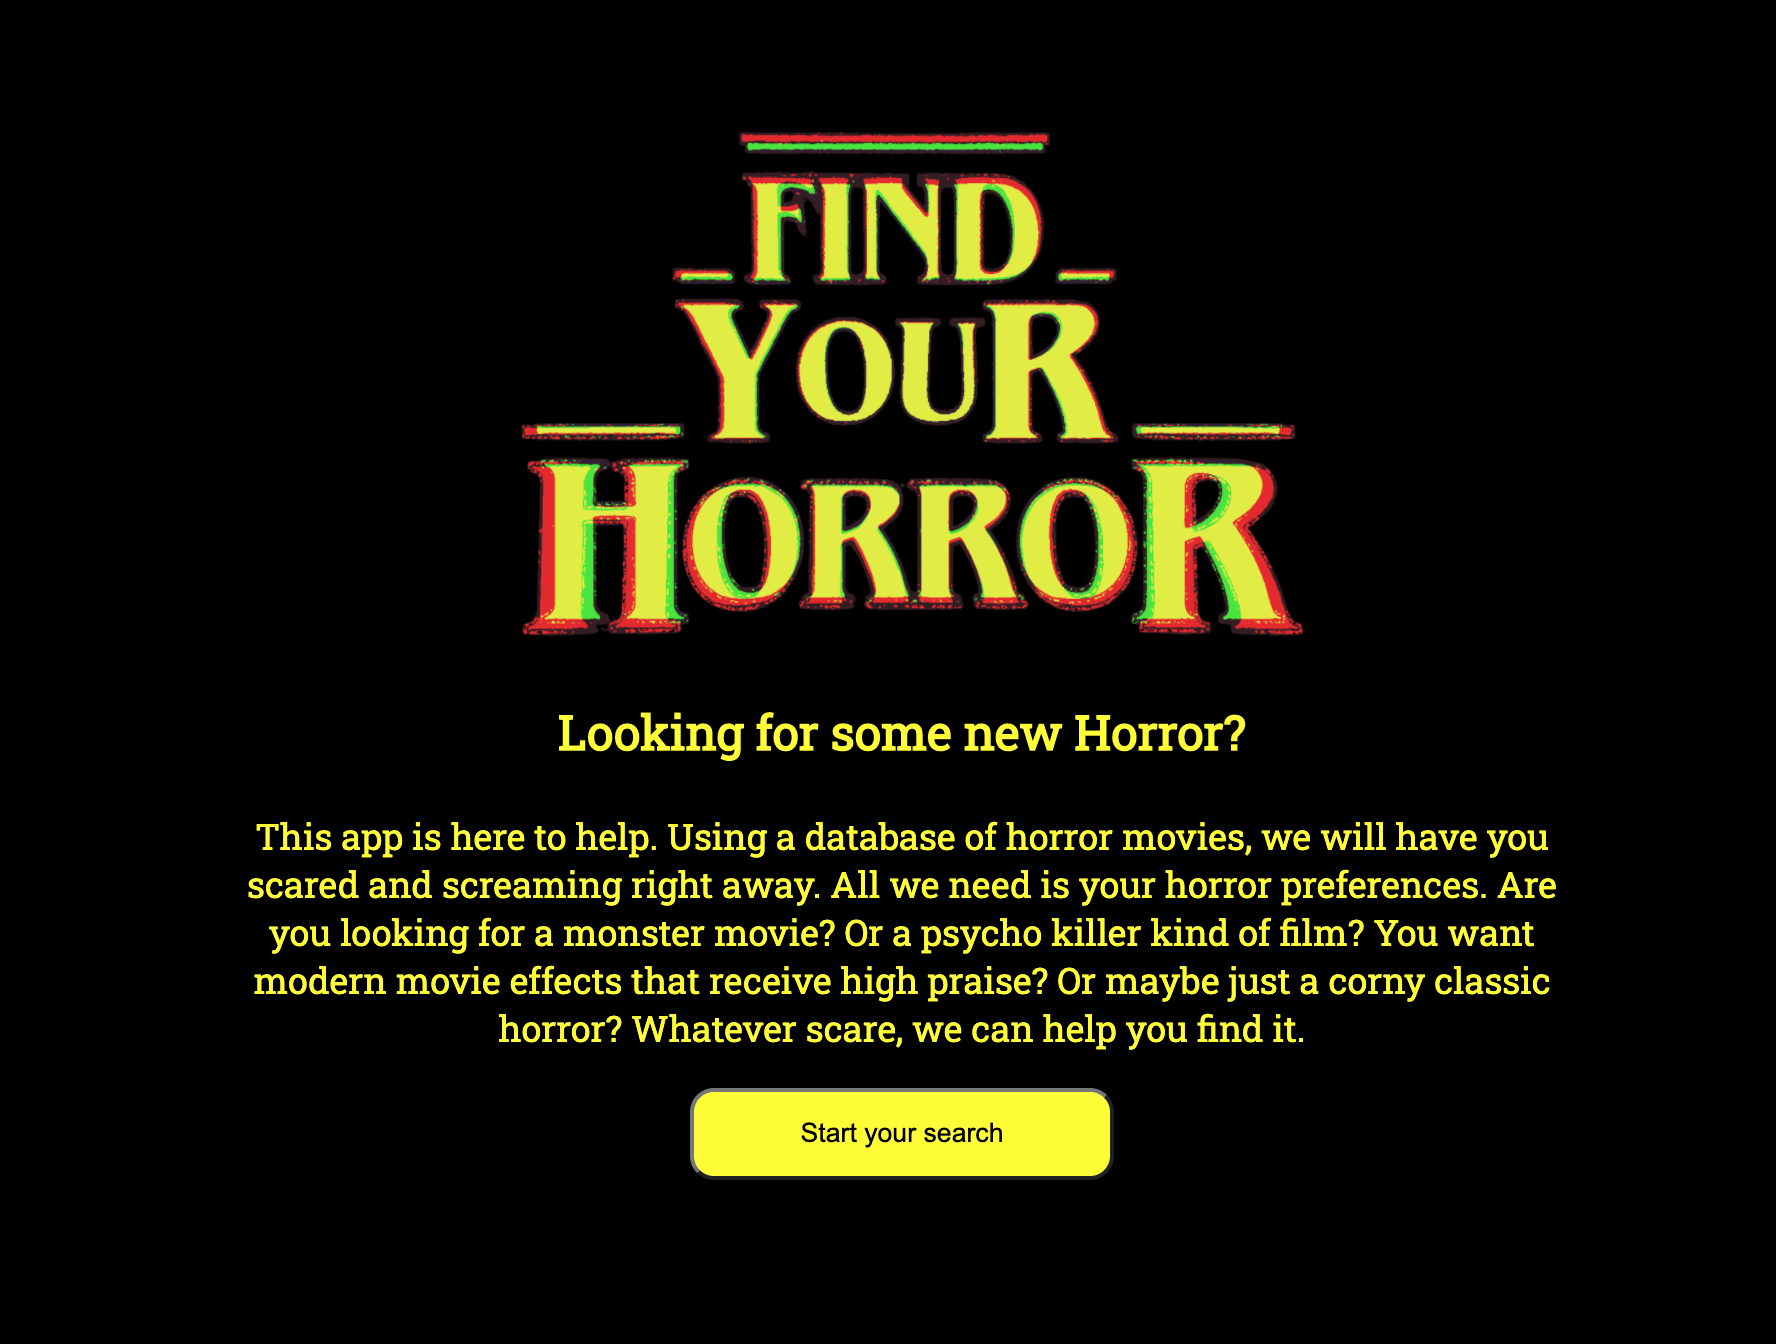 FIND
YOUR
HORROR
Looking for some new Horror?
This app is here to help. Using a database of horror movies, we will have you
scared and screaming right away. All we need is your horror preferences. Are
you looking for a monster movie? Or a psycho killer kind of film? You want
modern movie effects that receive high praise? Or maybe just a corny classic
horror? Whatever scare, we can help you find it.
Start your search